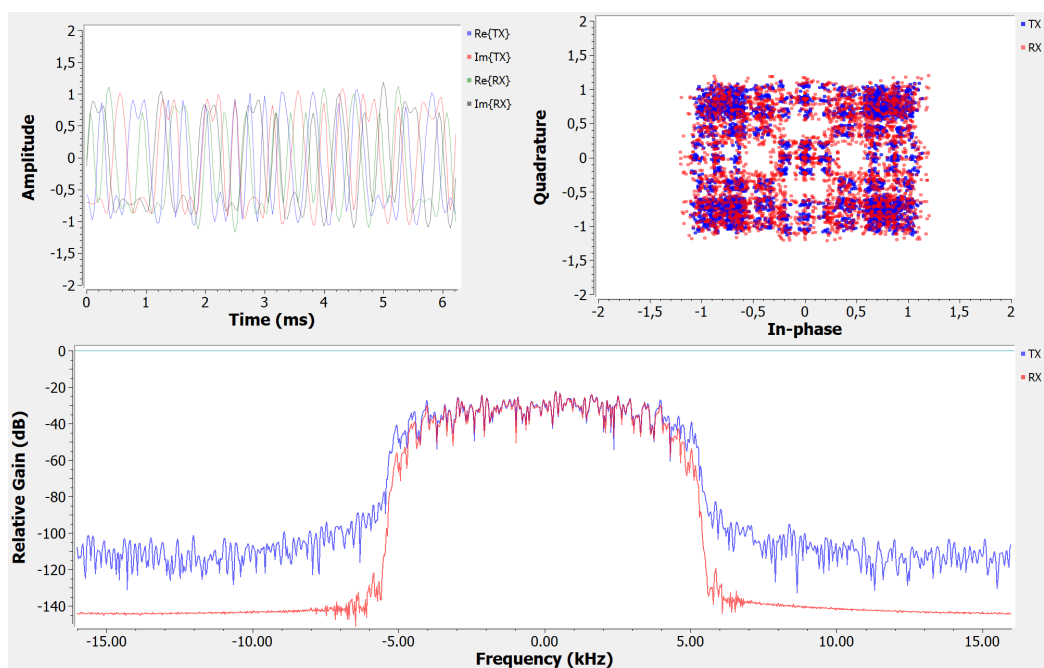 2
1,5
1
0,5
0
-0,5
-1
-1,5
-2
Amplitude
0 1 2 3 4 5 6
Time (ms)
Re{TX}
Im{TX}
Re{RX}
Im{RX}
2
1,5
1
0,5
0
-0,5
-1
-1,5
-2
Quadrature
-2 -1,5 -1 -0,5 0 0,5 1 1,5 2
In-phase
TX
RX
0
-20
-40
-60
-80
-100
-120
-140
Relative Gain (dB)
-15.00 -10.00 -5.00 0.00 5.00 10.00 15.00
Frequency (kHz)
TX
RX